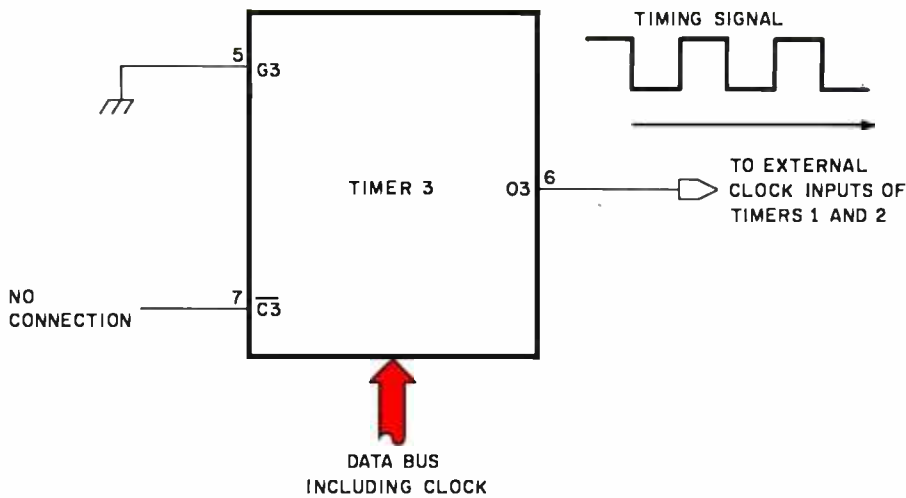 TIMING SIGNAL
5
G3
TIMER 3
O3
6
TO EXTERNAL
CLOCK INPUTS OF
TIMERS 1 AND 2
NO
CONNECTION
7
C3
DATA BUS
INCLUDING CLOCK